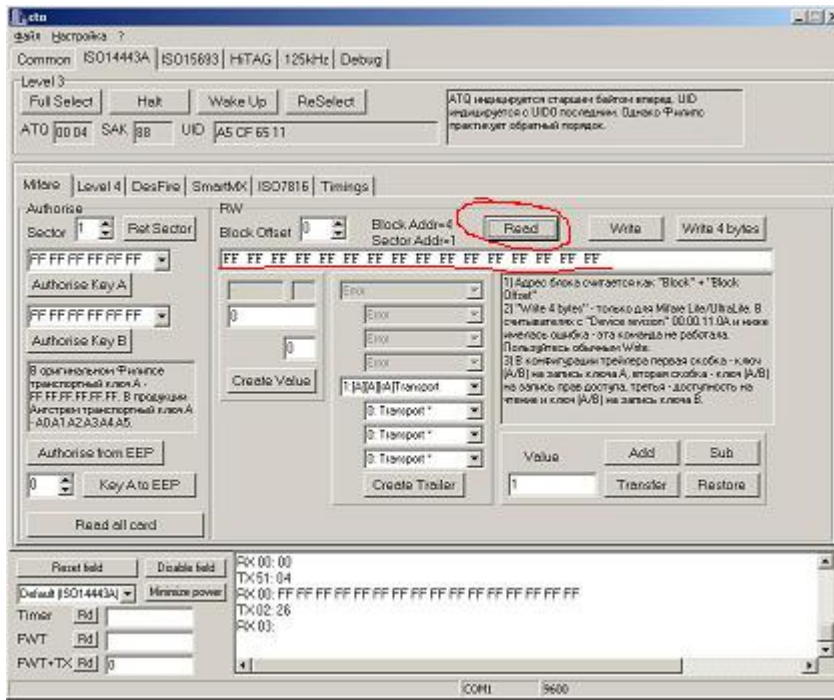 cto
Файл Настройка ?
Common ISO14443A ISO15693 HiTAG 125kHz Debug
Level 3
Full Select Halt Wake Up ReSelect
ATQ 00 04 SAK 88 UID A5 CF 65 11
ATQ индицируется старшим байтом вперед, UID
индицируется с UID0 последним. Однако Филипс
практикует обратный порядок.
Mifare Level 4 DesFire SmartMX ISO7816 Timings
Authorise
Sector 1 Ret Sector
FF FF FF FF FF FF
Authorise Key A
FF FF FF FF FF FF
Authorise Key B
В оригинальном Филипсе
транспортный ключ A -
FF.FF.FF.FF.FF.FF. В продукции
Ангстрем транспортный ключ A
- A0.A1.A2.A3.A4.A5.
Authorise from EEP
0 Key A to EEP
Read all card
RW
Block Offset 0 Block Addr=4
Sector Addr=1
Read Write Write 4 bytes
FF FF FF FF FF FF FF FF FF FF FF FF FF FF FF FF
0
0
Create Value
Error
Error
Error
Error
1:[A][A][rA]Transport
0: Transport *
0: Transport *
0: Transport *
Create Trailer
1) Адрес блока считается как "Block" + "Block
Offset"
2) "Write 4 bytes" - только для Mifare Lite/UltraLite. В
считывателях с "Device revision" 00.00.11.0A и ниже
имелась ошибка - эта команда не работала.
Пользуйтесь обычным Write.
3) В конфигурации трейлера первая скобка - ключ
(A/B) на запись ключа A, вторая скобка - ключ (A/B)
на запись прав доступа, третья - доступность на
чтение и ключ (A/B) на запись ключа B.
Value Add Sub
1 Transfer Restore
Reset field Disable field
Default (ISO14443A) Minimize power
Timer Rd
FWT Rd
FWT+TX Rd 0
RX 00: 00
TX 51: 04
RX 00: FF FF FF FF FF FF FF FF FF FF FF FF FF FF FF FF
TX 02: 26
RX 03:
COM1 9600